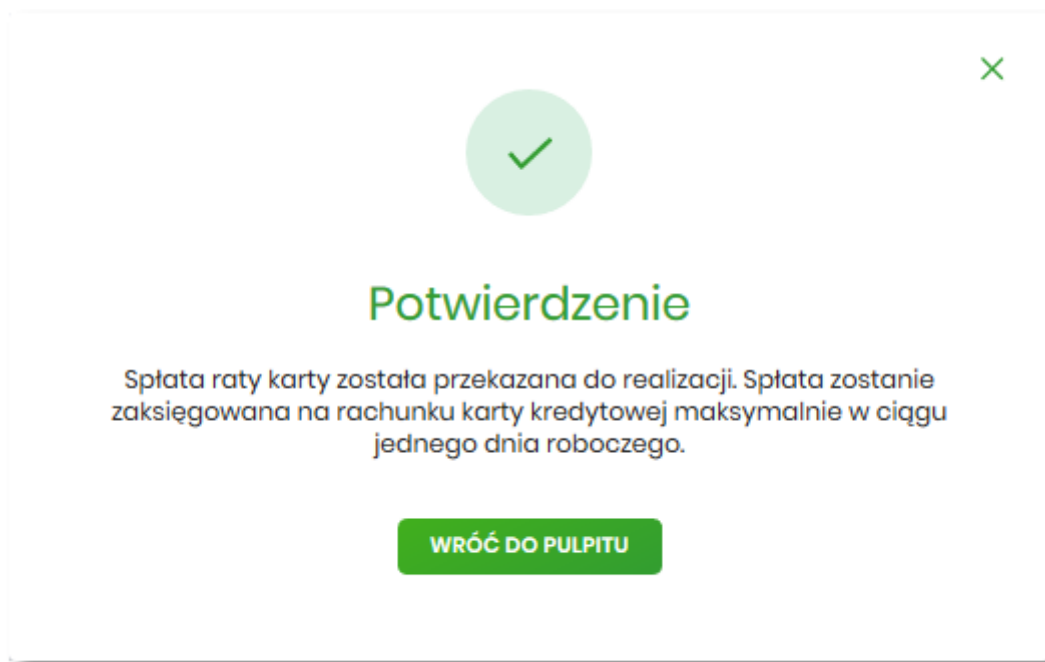 Potwierdzenie
Spłata raty karty została przekazana do realizacji. Spłata zostanie
zaksięgowana na rachunku karty kredytowej maksymalnie w ciągu
jednego dnia roboczego.
WRÓĆ DO PULPITU